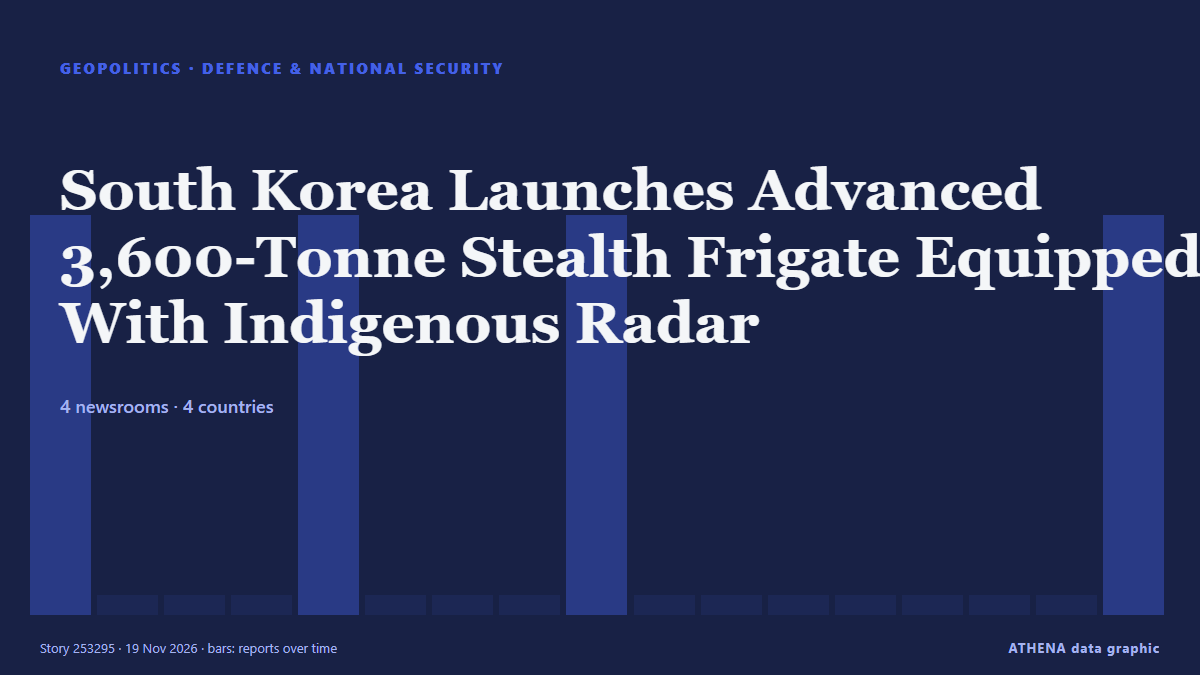 GEOPOLITICS · DEFENCE & NATIONAL SECURITY
South Korea Launches Advanced
3,600-Tonne Stealth Frigate Equipped
With Indigenous Radar
4 newsrooms · 4 countries
Story 253295 · 19 Nov 2026 · bars: reports over time
ATHENA data graphic